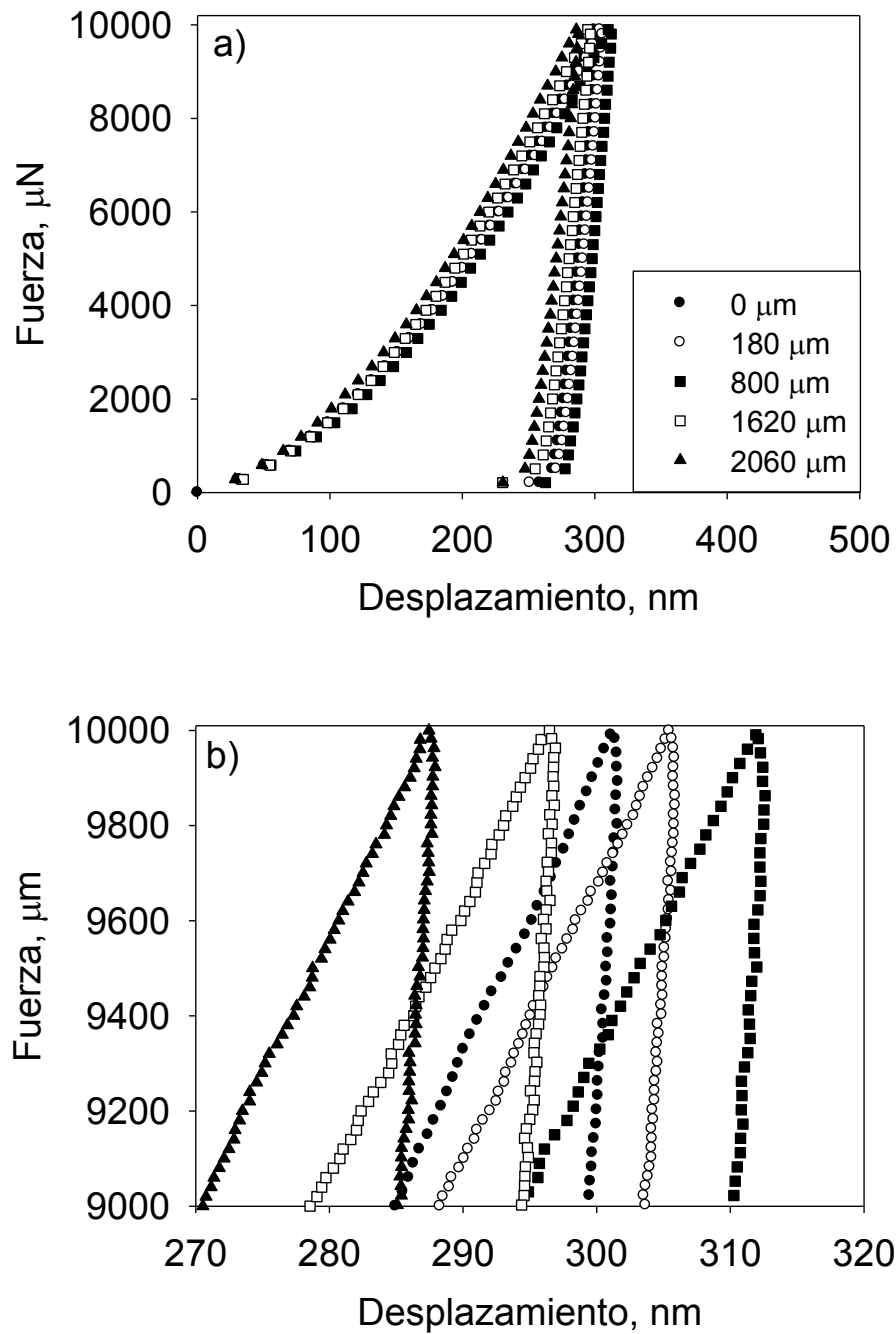 a)
10000
8000
6000
4000
2000
0
Fuerza, μN
0 μm
180 μm
800 μm
1620 μm
2060 μm
0 100 200 300 400 500
Desplazamiento, nm
b)
10000
9800
9600
9400
9200
9000
Fuerza, μm
270 280 290 300 310 320
Desplazamiento, nm